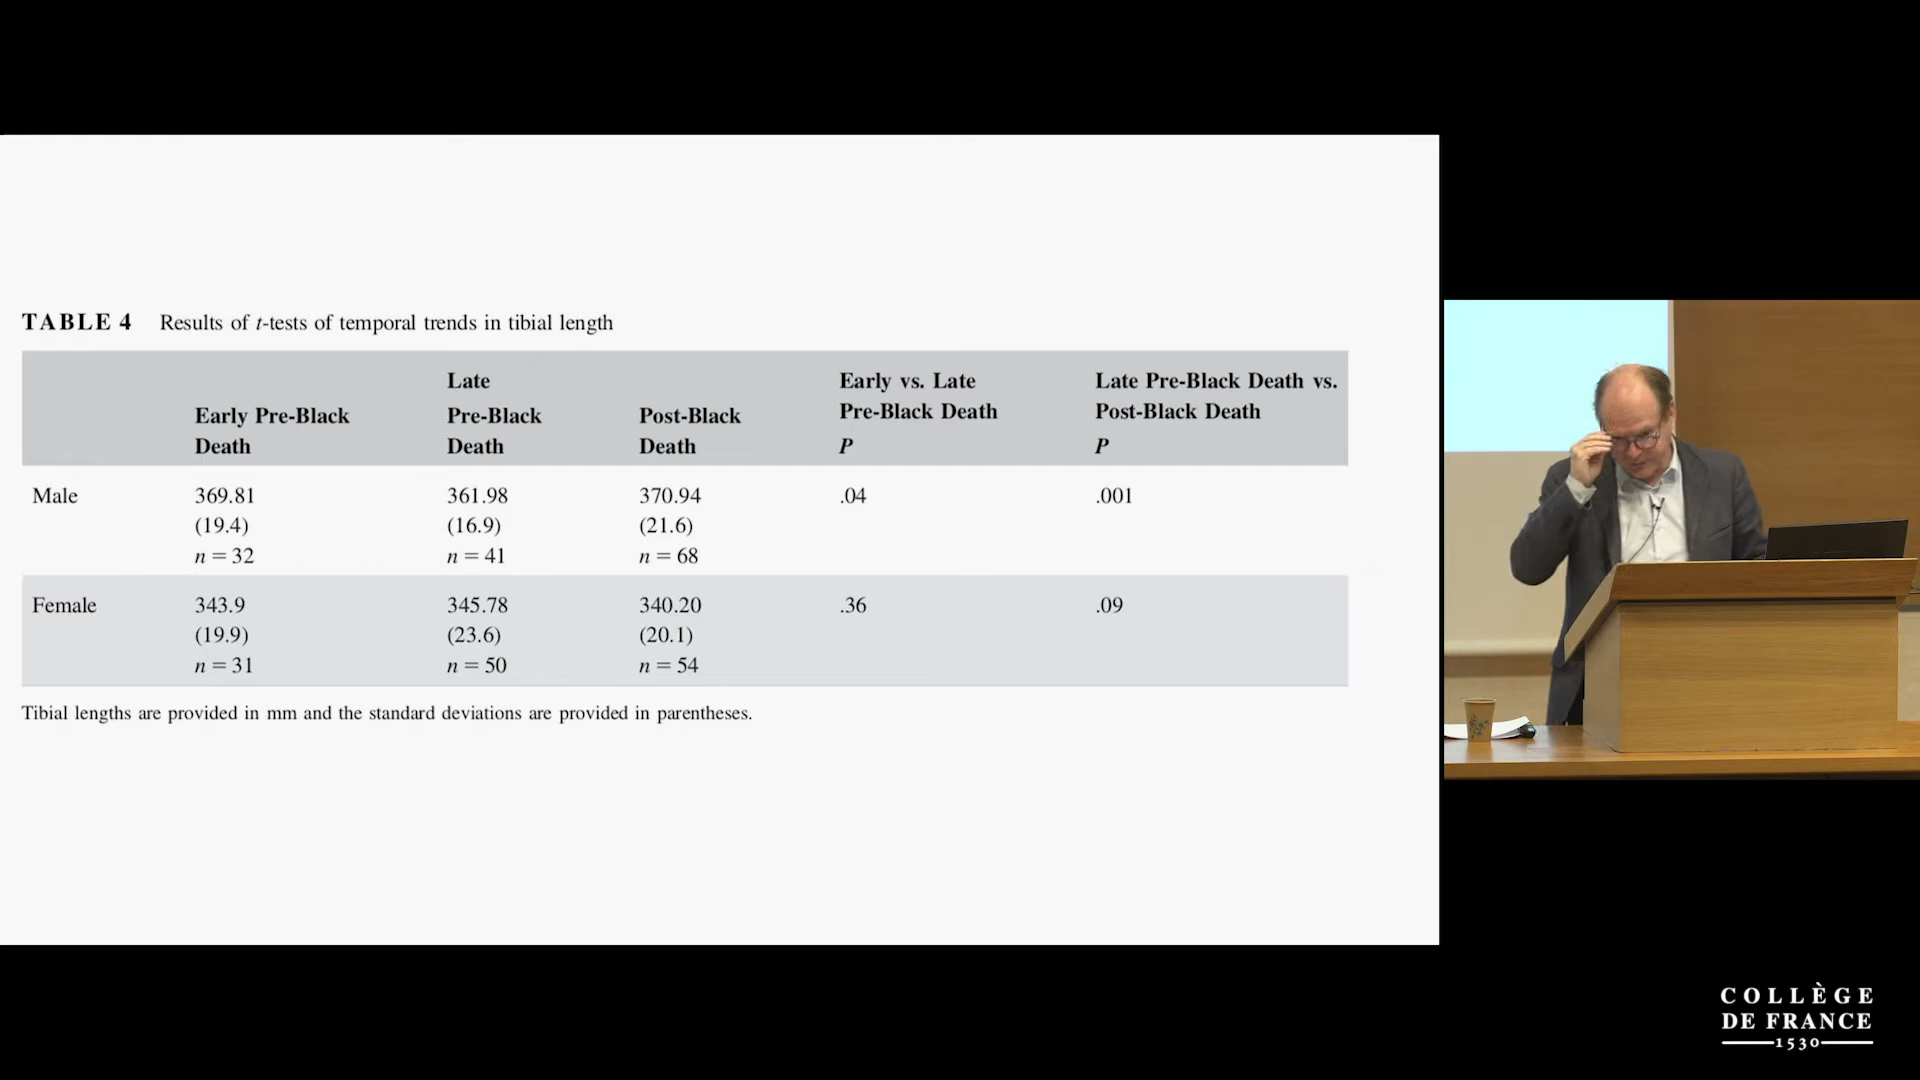 TABLE 4 Results of t-tests of temporal trends in tibial length
Early Pre-Black Death
Late Pre-Black Death
Post-Black Death
Early vs. Late Pre-Black Death P
Late Pre-Black Death vs. Post-Black Death P
Male
369.81 (19.4) n = 32
361.98 (16.9) n = 41
370.94 (21.6) n = 68
.04
.001
Female
343.9 (19.9) n = 31
345.78 (23.6) n = 50
340.20 (20.1) n = 54
.36
.09
Tibial lengths are provided in mm and the standard deviations are provided in parentheses.
COLLÈGE
DE FRANCE
1530